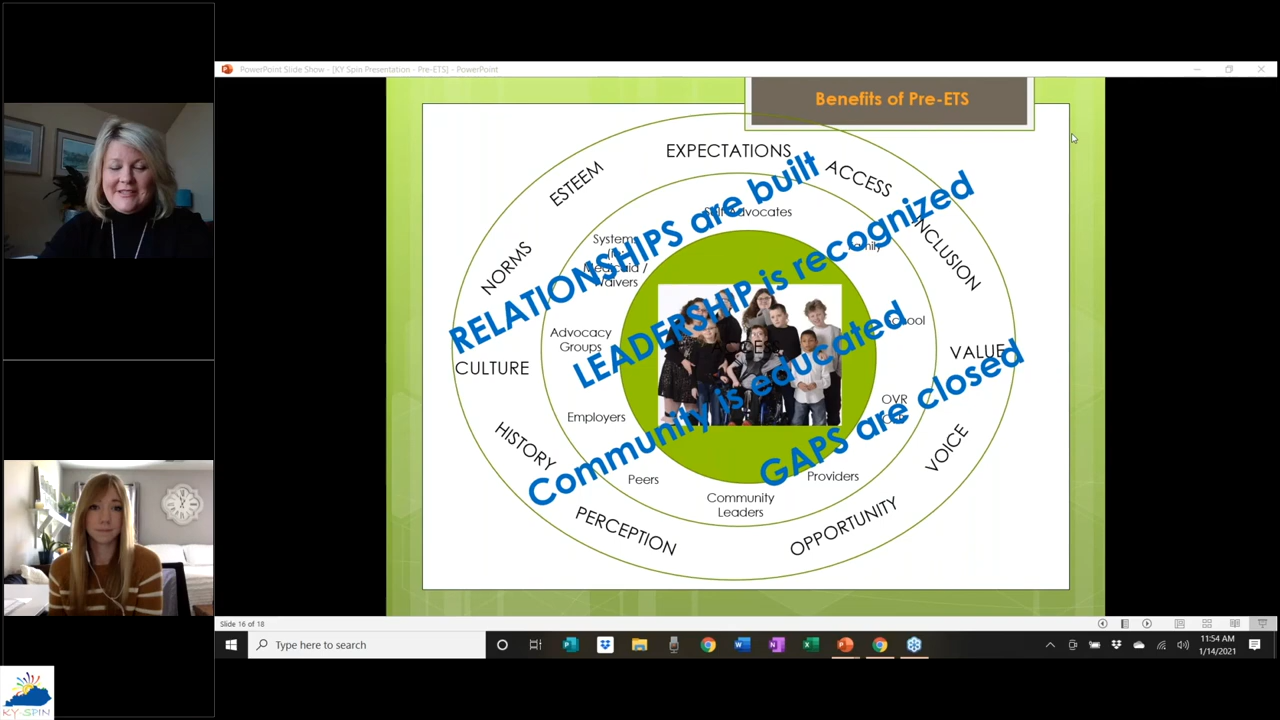 PowerPoint Slide Show - [KY Spin Presentation - Pre-ETS] - PowerPoint
Benefits of Pre-ETS
EXPECTATIONS
ESTEEM
ACCESS
NORMS
INCLUSION
CULTURE
VALUE
HISTORY
VOICE
PERCEPTION
OPPORTUNITY
Self Advocates
Systems
Medicaid /
Waivers
Family
Advocacy
Groups
School
Employers
OVR
Peers
Providers
Community
Leaders
RELATIONSHIPS are built
LEADERSHIP is recognized
Community is educated
GAPS are closed
Slide 16 of 18
Type here to search
11:54 AM
1/14/2021
KY-SPIN